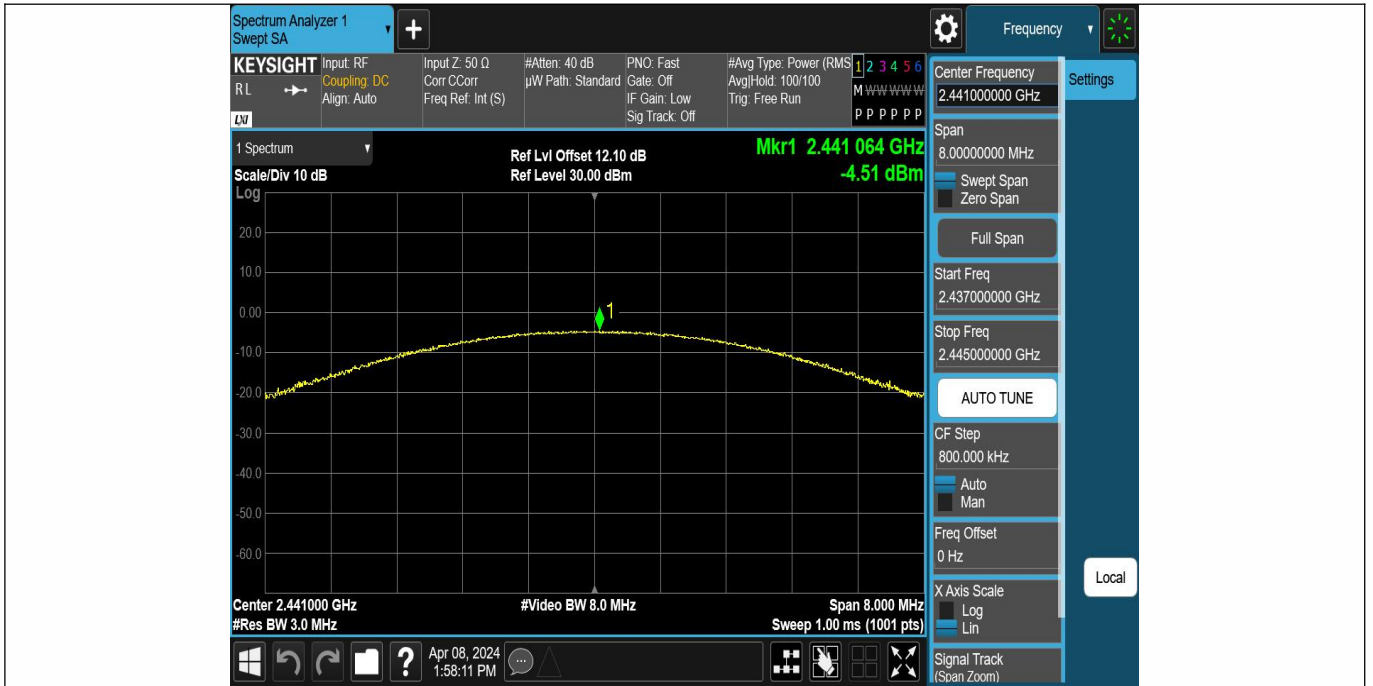 Spectrum Analyzer 1
Swept SA
+
Frequency
KEYSIGHT
R L
LXI
Input: RF
Coupling: DC
Align: Auto
Input Z: 50 Ω
Corr CCorr
Freq Ref: Int (S)
#Atten: 40 dB
µW Path: Standard
PNO: Fast
Gate: Off
IF Gain: Low
Sig Track: Off
#Avg Type: Power (RMS
Avg|Hold: 100/100
Trig: Free Run
1 2 3 4 5 6
M W W W W W
P P P P P P
1 Spectrum
Scale/Div 10 dB
Ref Lvl Offset 12.10 dB
Ref Level 30.00 dBm
Mkr1 2.441 064 GHz
-4.51 dBm
Log
20.0
10.0
0.00
-10.0
-20.0
-30.0
-40.0
-50.0
-60.0
1
Center 2.441000 GHz
#Res BW 3.0 MHz
#Video BW 8.0 MHz
Span 8.000 MHz
Sweep 1.00 ms (1001 pts)
?
Apr 08, 2024
1:58:11 PM
Center Frequency
2.441000000 GHz
Settings
Span
8.00000000 MHz
Swept Span
Zero Span
Full Span
Start Freq
2.437000000 GHz
Stop Freq
2.445000000 GHz
AUTO TUNE
CF Step
800.000 kHz
Auto
Man
Freq Offset
0 Hz
X Axis Scale
Log
Lin
Local
Signal Track
(Span Zoom)